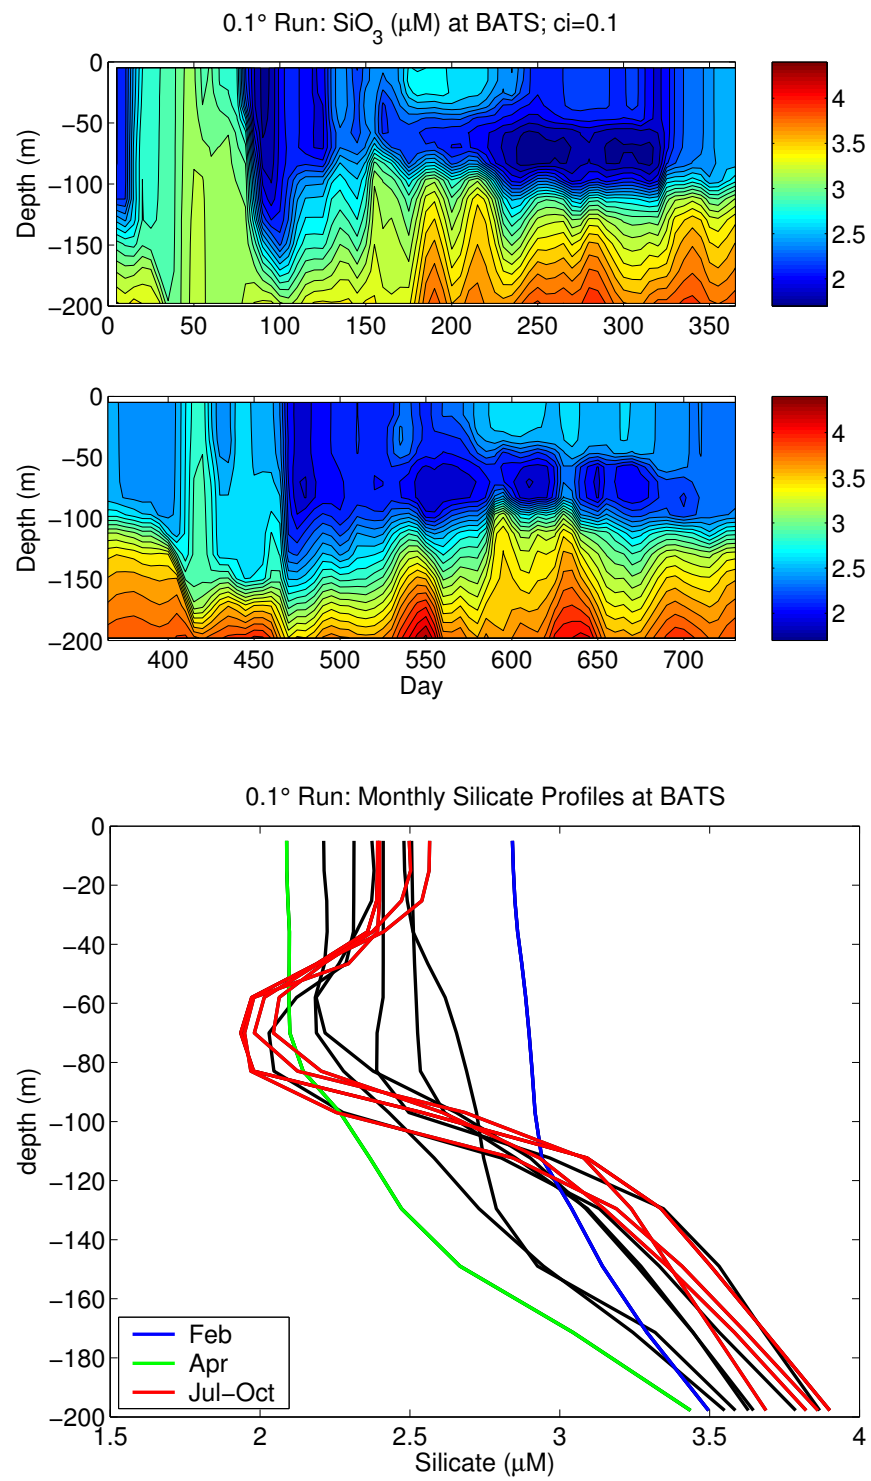 0.1° Run: SiO3 (μM) at BATS; ci=0.1
0
−50
−100
−150
−200
Depth (m)
0 50 100 150 200 250 300 350
4
3.5
3
2.5
2
0
−50
−100
−150
−200
Depth (m)
400 450 500 550 600 650 700
Day
4
3.5
3
2.5
2
0.1° Run: Monthly Silicate Profiles at BATS
0
−20
−40
−60
−80
−100
−120
−140
−160
−180
−200
depth (m)
Feb
Apr
Jul−Oct
1.5 2 2.5 3 3.5 4
Silicate (μM)